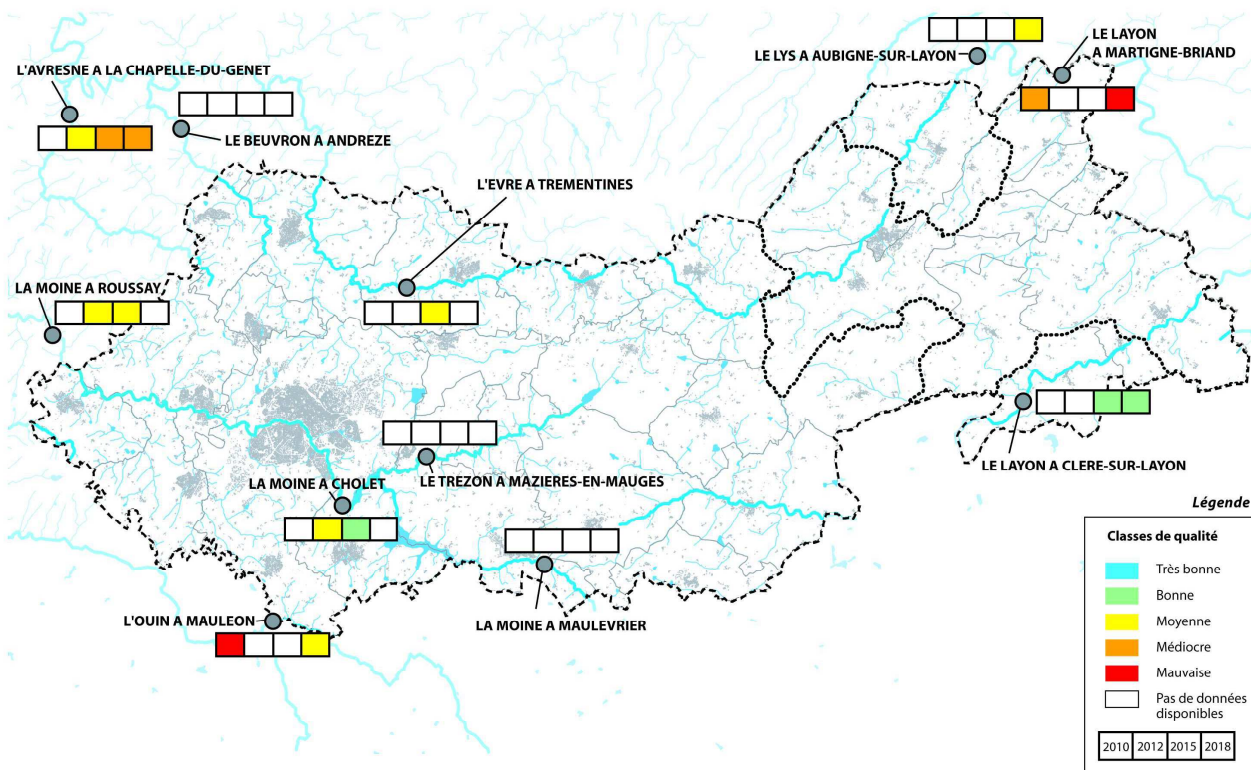 LE LYS A AUBIGNE-SUR-LAYON
LE LAYON
A MARTIGNE-BRIAND
L'AVRESNE A LA CHAPELLE-DU-GENET
LE BEUVRON A ANDREZE
L'EVRE A TREMENTINES
LA MOINE A ROUSSAY
LE LAYON A CLERE-SUR-LAYON
LA MOINE A CHOLET
LE TREZON A MAZIERES-EN-MAUGES
L'OUIN A MAULEON
LA MOINE A MAULEVRIER
Légende
Classes de qualité
Très bonne
Bonne
Moyenne
Médiocre
Mauvaise
Pas de données
disponibles
2010 2012 2015 2018